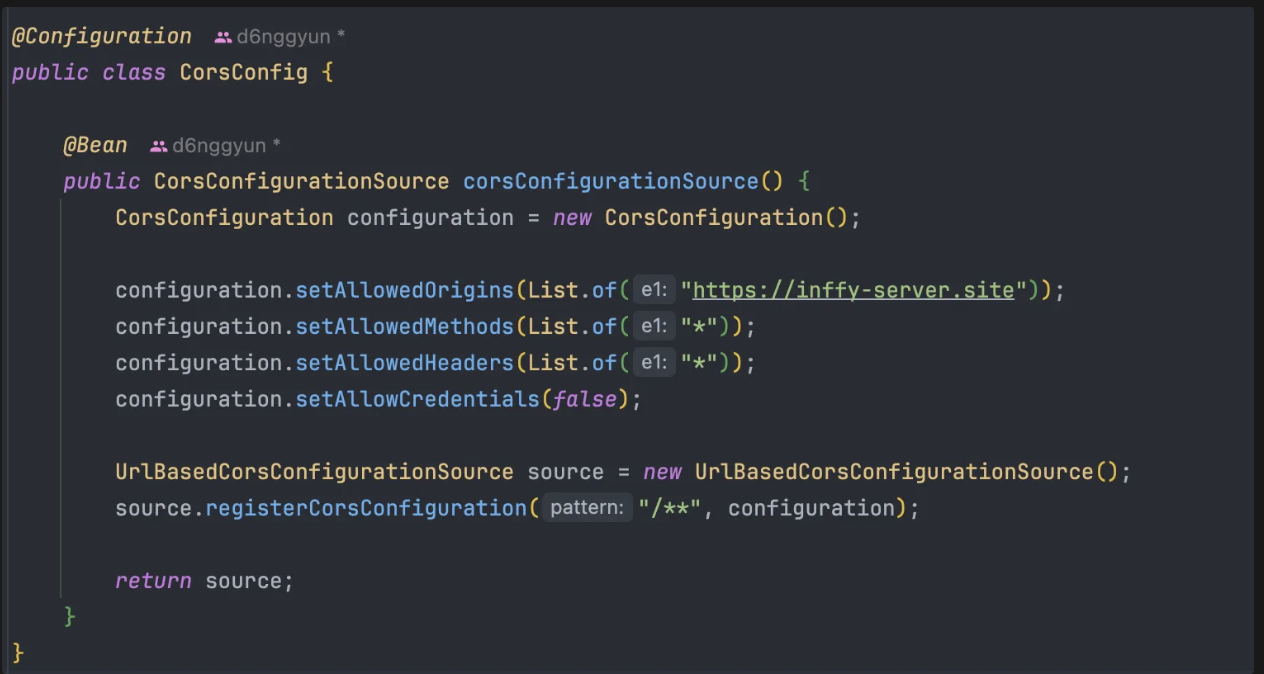 @Configuration d6nggyun *
public class CorsConfig {
@Bean d6nggyun *
public CorsConfigurationSource corsConfigurationSource() {
CorsConfiguration configuration = new CorsConfiguration();
configuration.setAllowedOrigins(List.of( e1: "https://inffy-server.site"));
configuration.setAllowedMethods(List.of( e1: "*"));
configuration.setAllowedHeaders(List.of( e1: "*"));
configuration.setAllowCredentials(false);
UrlBasedCorsConfigurationSource source = new UrlBasedCorsConfigurationSource();
source.registerCorsConfiguration( pattern: "/**", configuration);
return source;
}
}